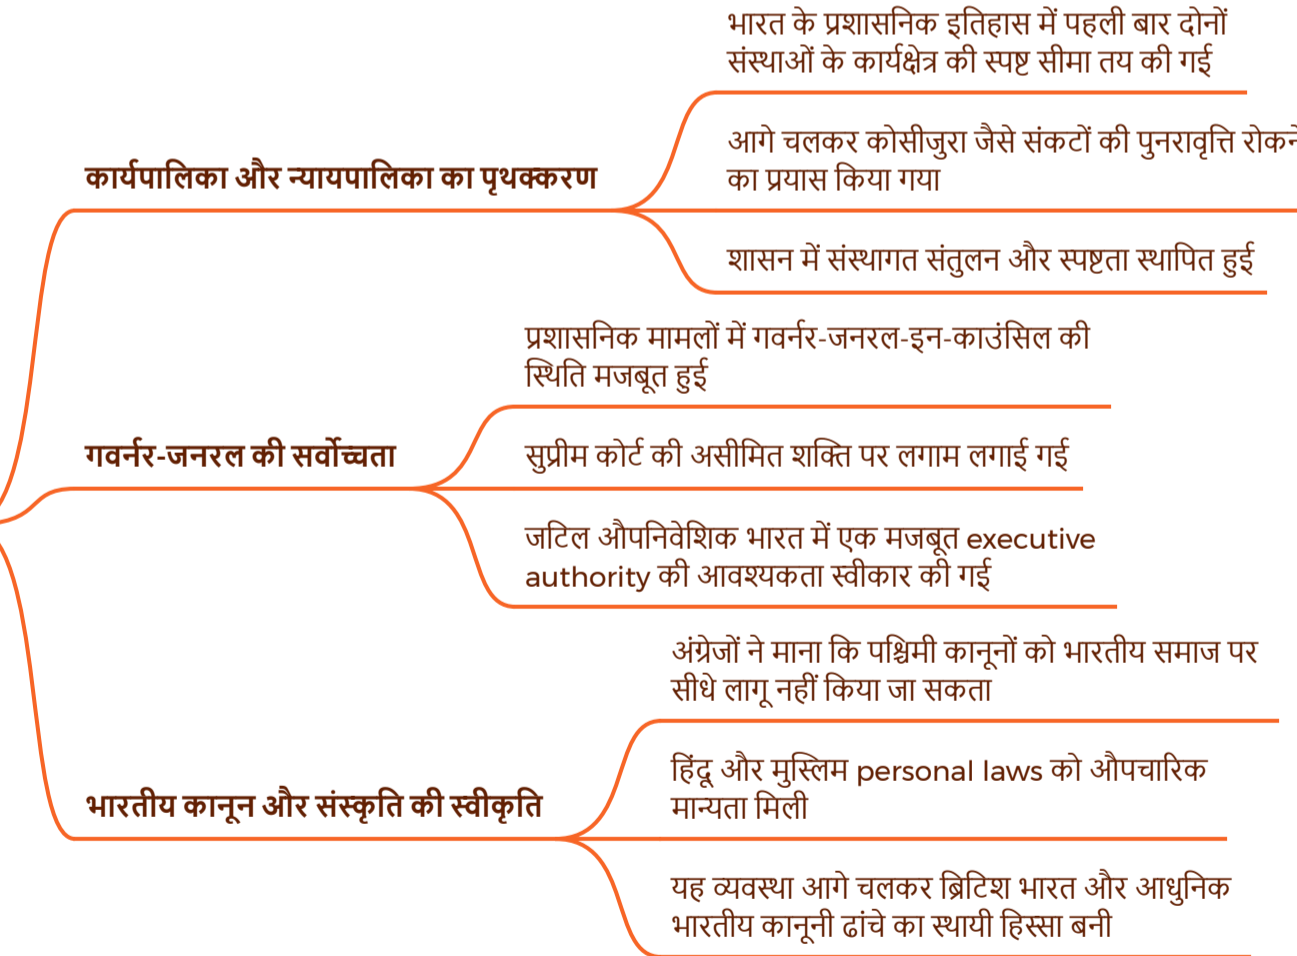 भारत के प्रशासनिक इतिहास में पहली बार दोनों
संस्थाओं के कार्यक्षेत्र की स्पष्ट सीमा तय की गई
आगे चलकर कोसीजुरा जैसे संकटों की पुनरावृत्ति रोकने
का प्रयास किया गया
कार्यपालिका और न्यायपालिका का पृथक्करण
शासन में संस्थागत संतुलन और स्पष्टता स्थापित हुई
प्रशासनिक मामलों में गवर्नर-जनरल-इन-काउंसिल की
स्थिति मजबूत हुई
गवर्नर-जनरल की सर्वोच्चता
सुप्रीम कोर्ट की असीमित शक्ति पर लगाम लगाई गई
जटिल औपनिवेशिक भारत में एक मजबूत executive
authority की आवश्यकता स्वीकार की गई
अंग्रेजों ने माना कि पश्चिमी कानूनों को भारतीय समाज पर
सीधे लागू नहीं किया जा सकता
हिंदू और मुस्लिम personal laws को औपचारिक
मान्यता मिली
भारतीय कानून और संस्कृति की स्वीकृति
यह व्यवस्था आगे चलकर ब्रिटिश भारत और आधुनिक
भारतीय कानूनी ढांचे का स्थायी हिस्सा बनी